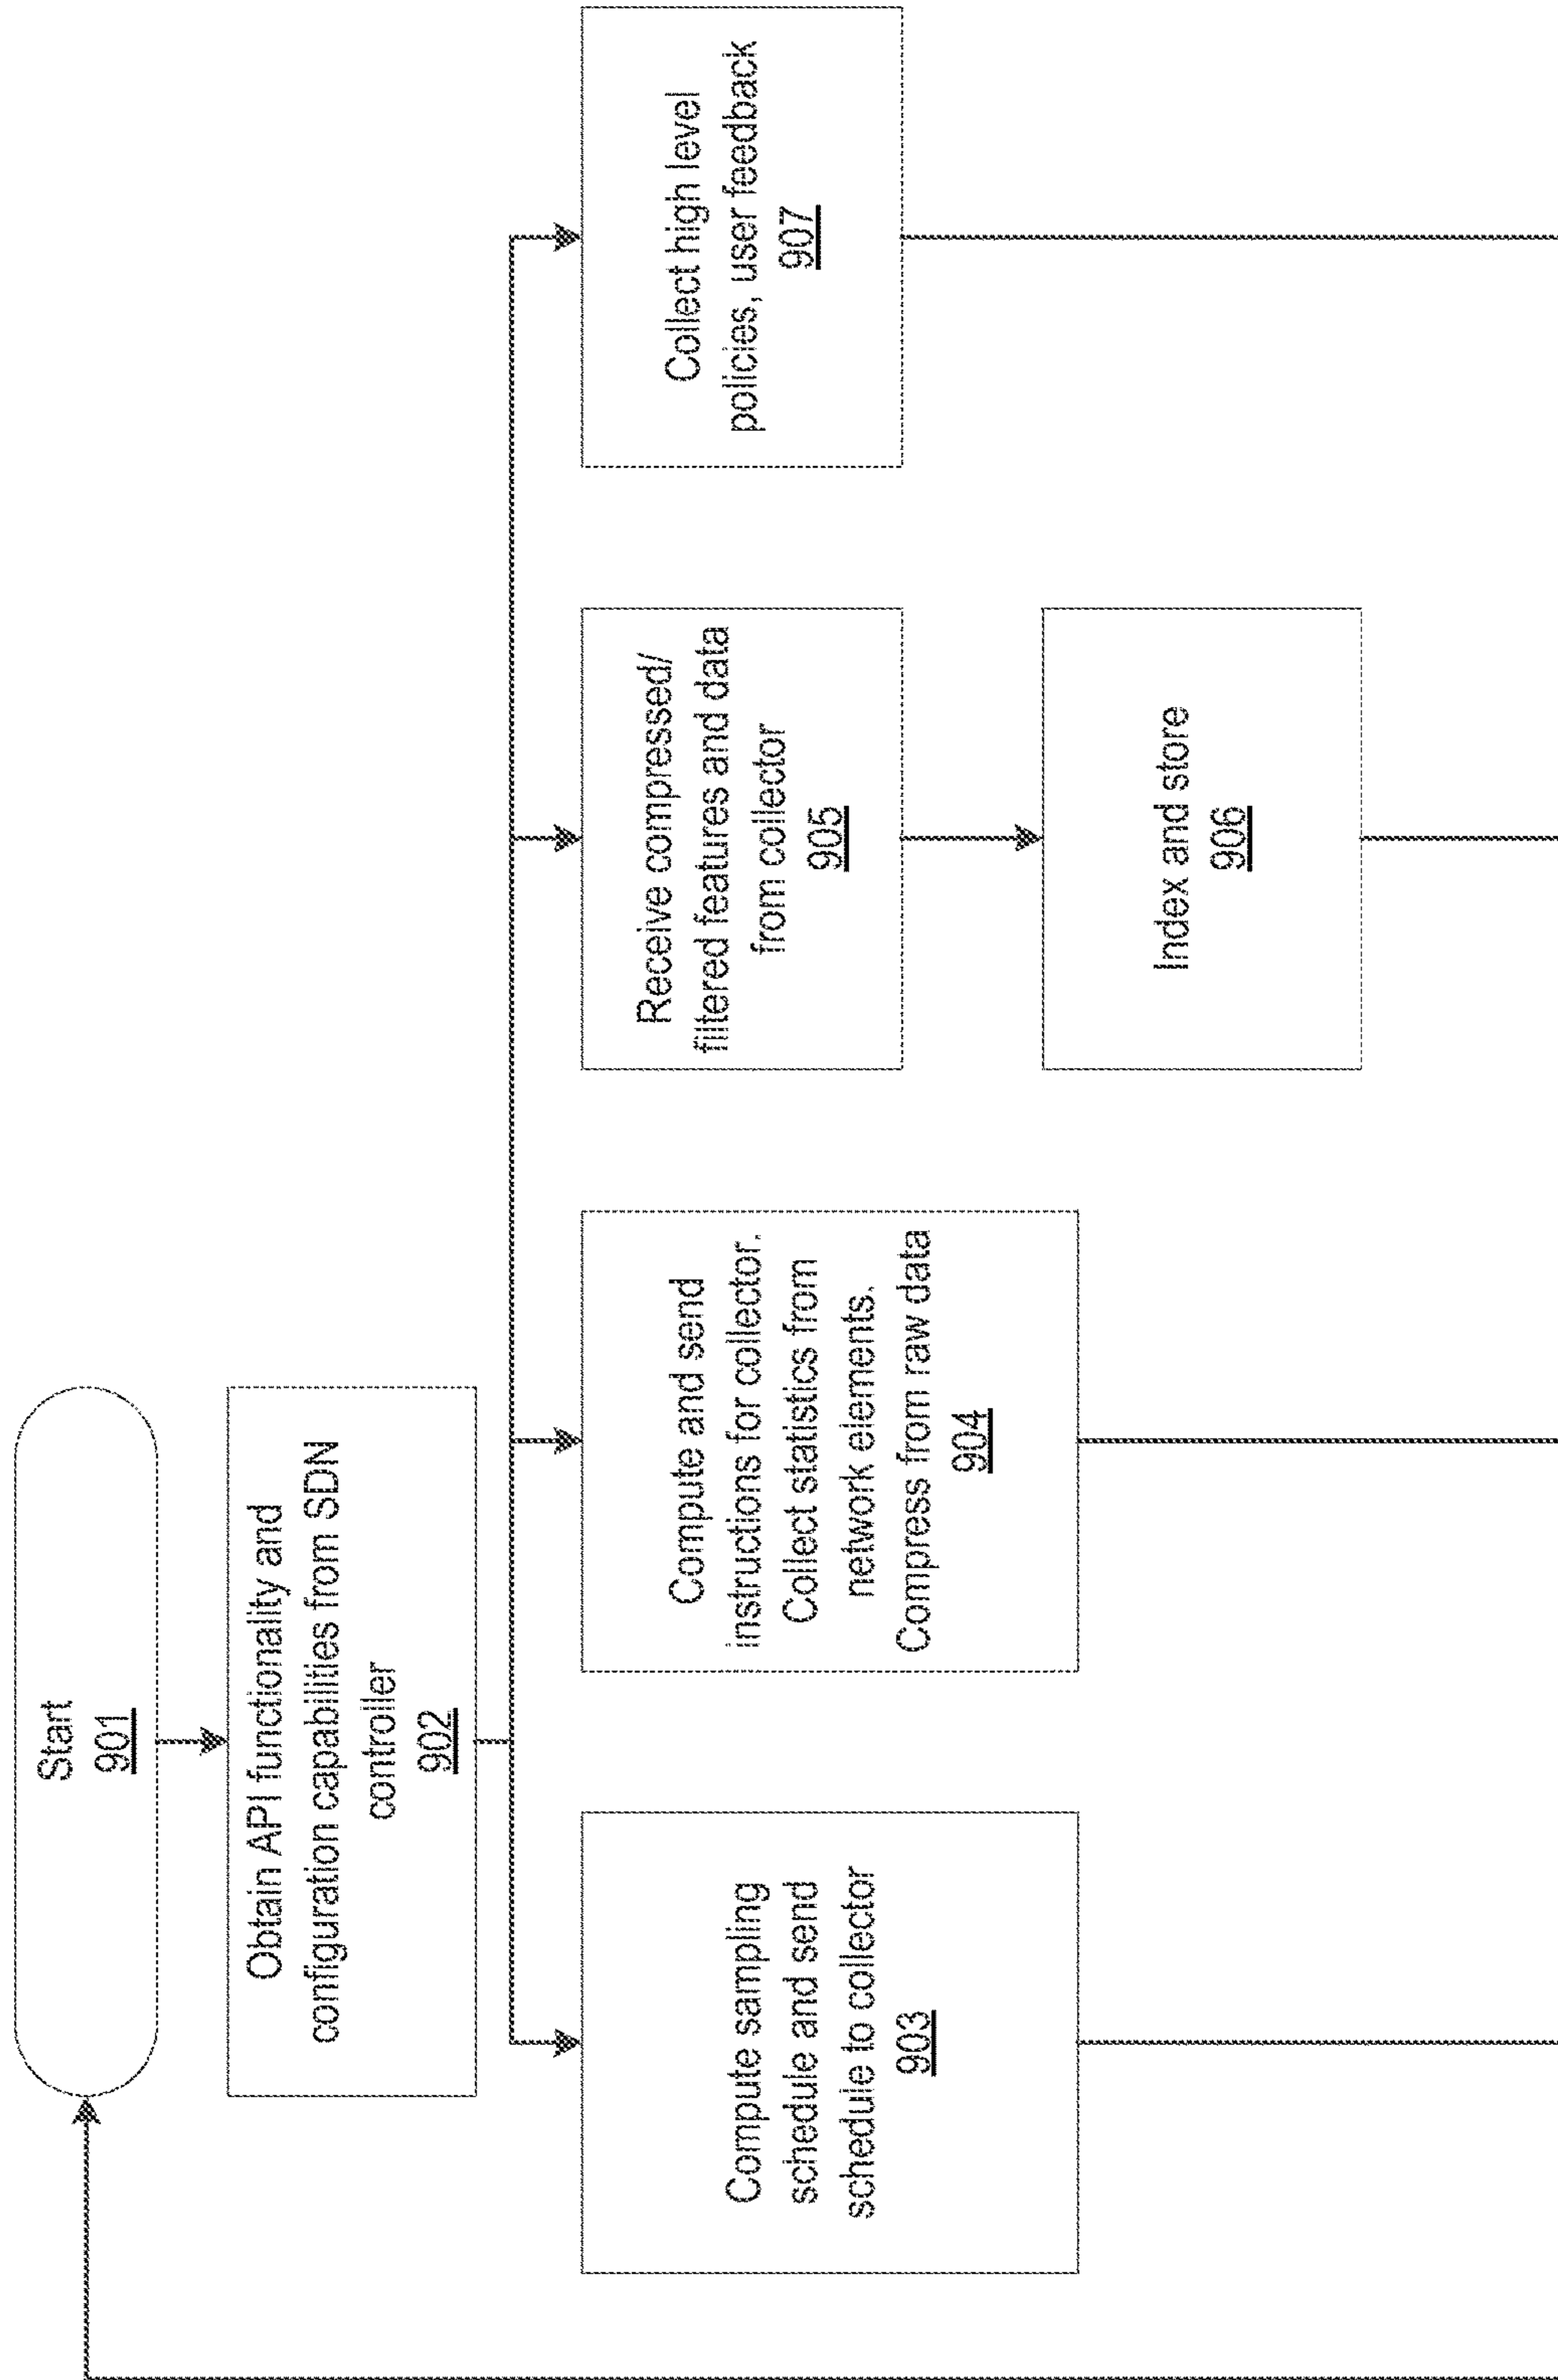 Start
901
Obtain API functionality and
configuration capabilities from SDN
controller
902
Compute sampling
schedule and send
schedule to collector
903
Compute and send
instructions for collector.
Collect statistics from
network elements.
Compress from raw data
904
Receive compressed/
filtered features and data
from collector
905
Index and store
906
Collect high level
policies, user feedback
907